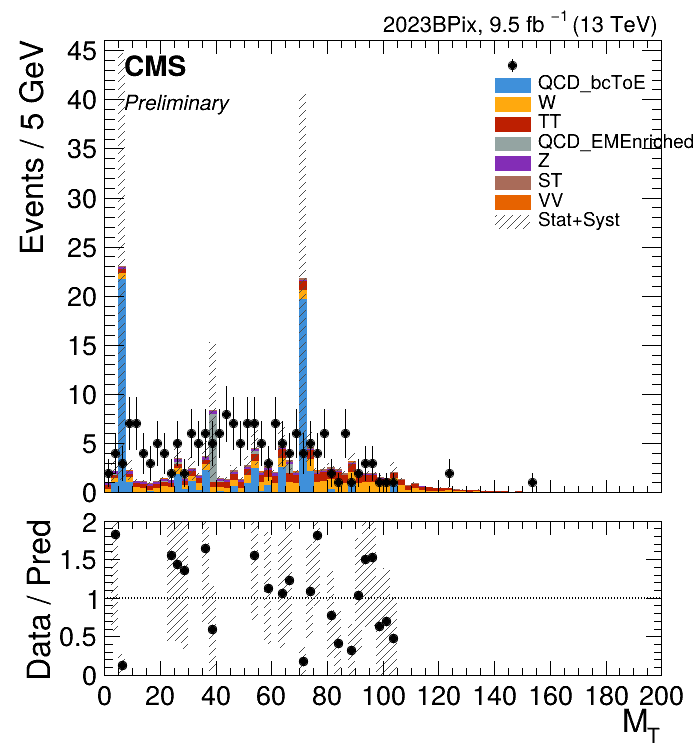 2023BPix, 9.5 fb⁻¹ (13 TeV)
Events / 5 GeV
45
40
35
30
25
20
15
10
5
0
CMS
Preliminary
QCD_bcToE
W
TT
QCD_EMEnriched
Z
ST
VV
Stat+Syst
Data / Pred
2
1.5
1
0.5
0
0 20 40 60 80 100 120 140 160 180 200
M_T